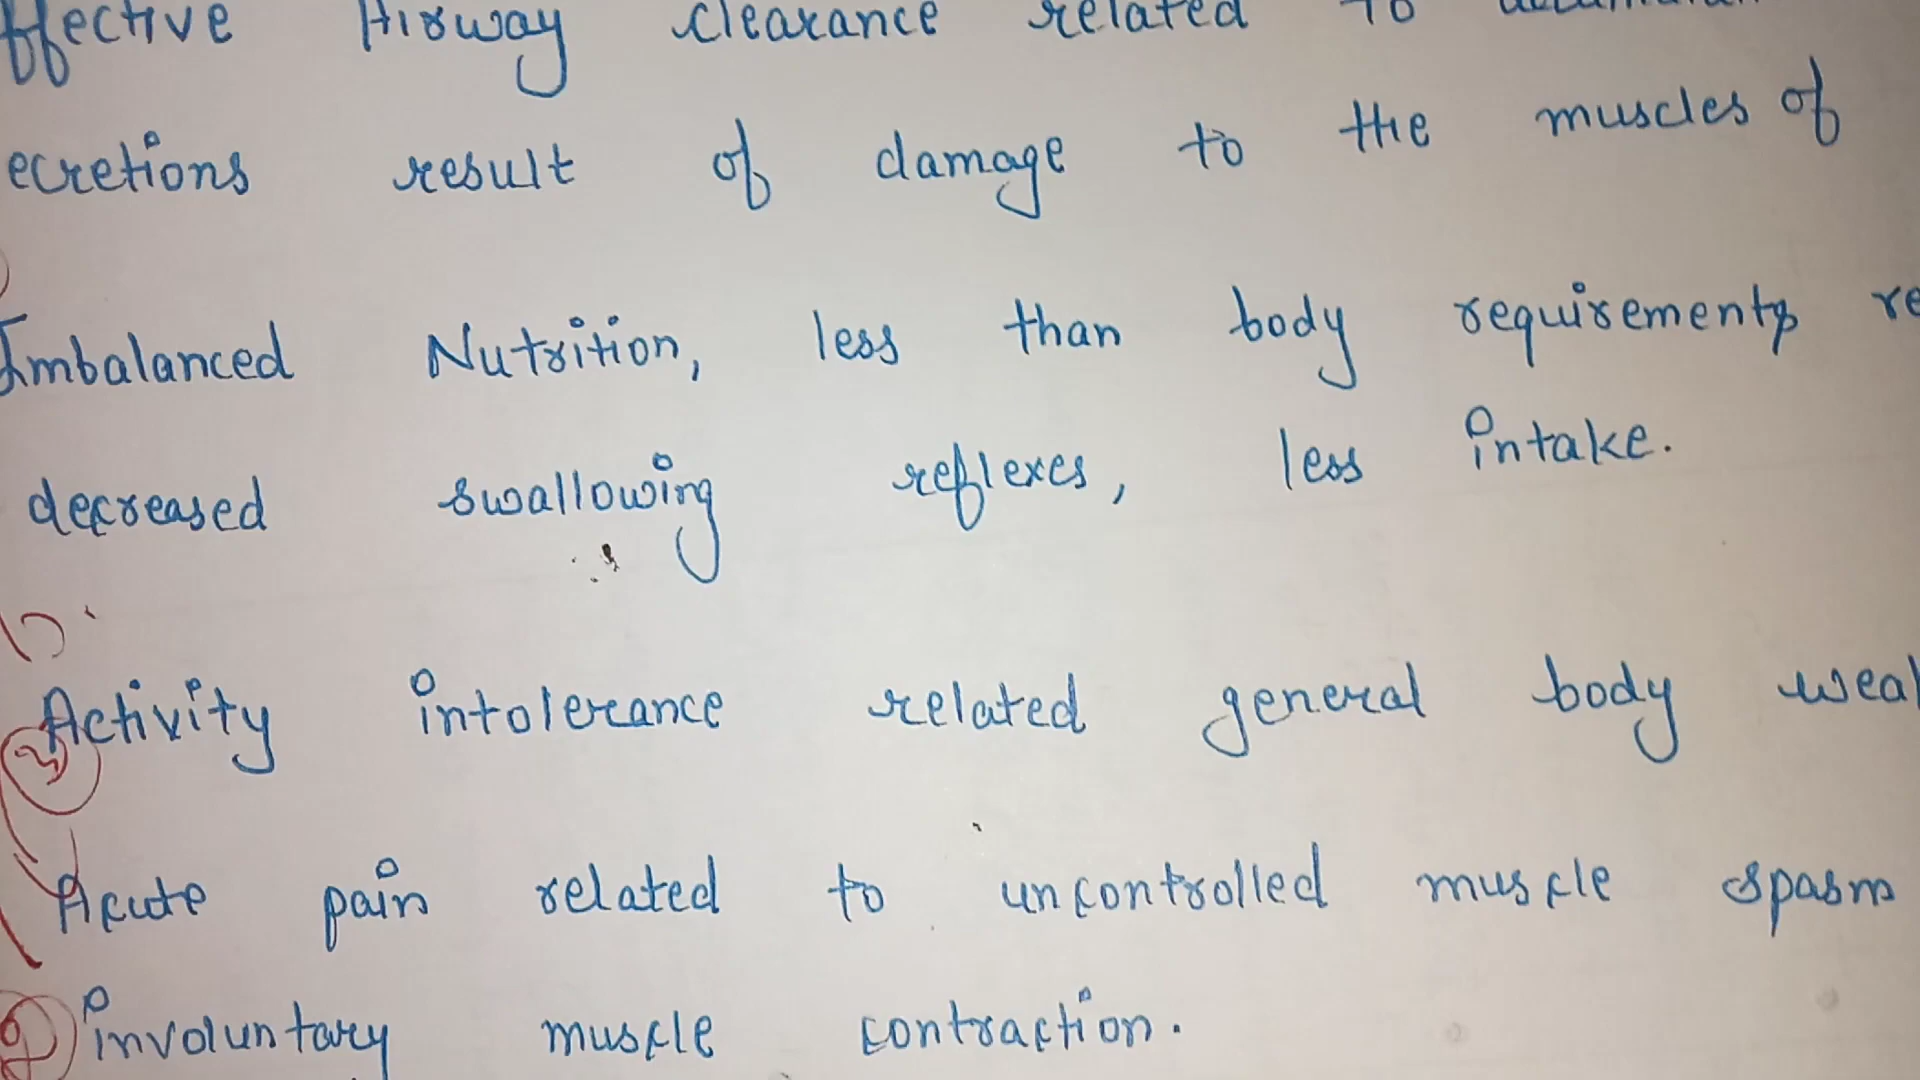 ffective Airway clearance related to
ecretions result of damage to the muscles of
Imbalanced Nutrition, less than body requirements re
decreased swallowing reflexes, less intake.
Activity intolerance related general body weak
Acute pain related to uncontrolled muscle spasm
involuntary muscle contraction.